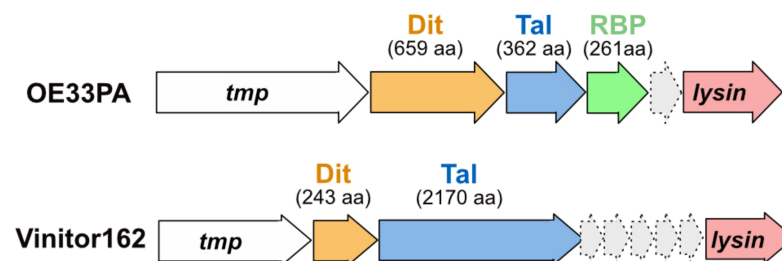 Dit Tal RBP
(659 aa) (362 aa) (261aa)
OE33PA tmp lysin
Dit Tal
(243 aa) (2170 aa)
Vinitor162 tmp lysin